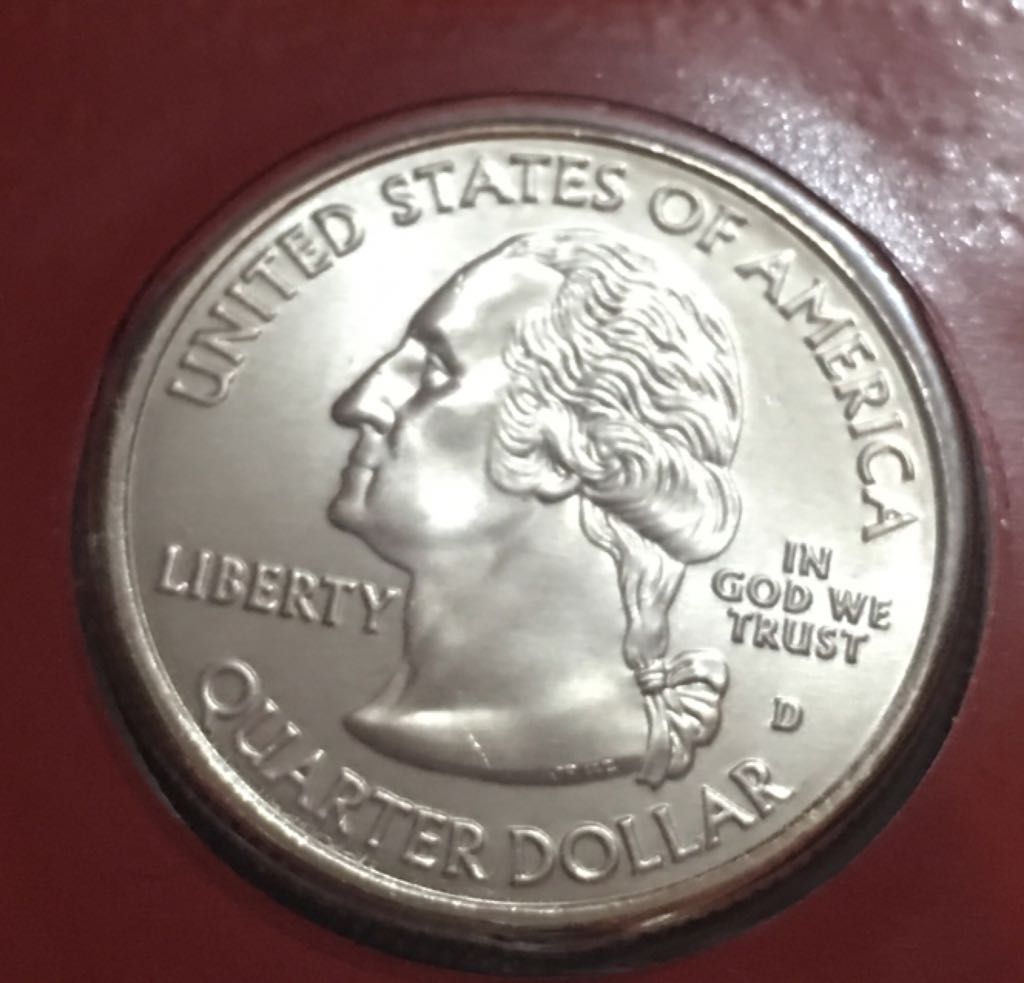 UNITED STATES OF AMERICA
LIBERTY
IN
GOD WE
TRUST
D
QUARTER DOLLAR